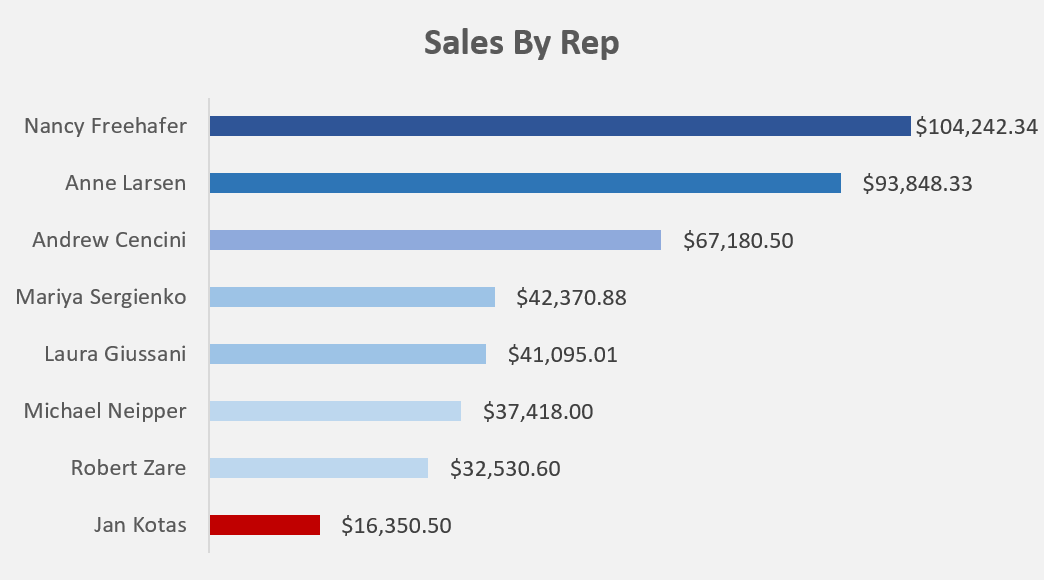 Sales By Rep
Nancy Freehafer $104,242.34
Anne Larsen $93,848.33
Andrew Cencini $67,180.50
Mariya Sergienko $42,370.88
Laura Giussani $41,095.01
Michael Neipper $37,418.00
Robert Zare $32,530.60
Jan Kotas $16,350.50